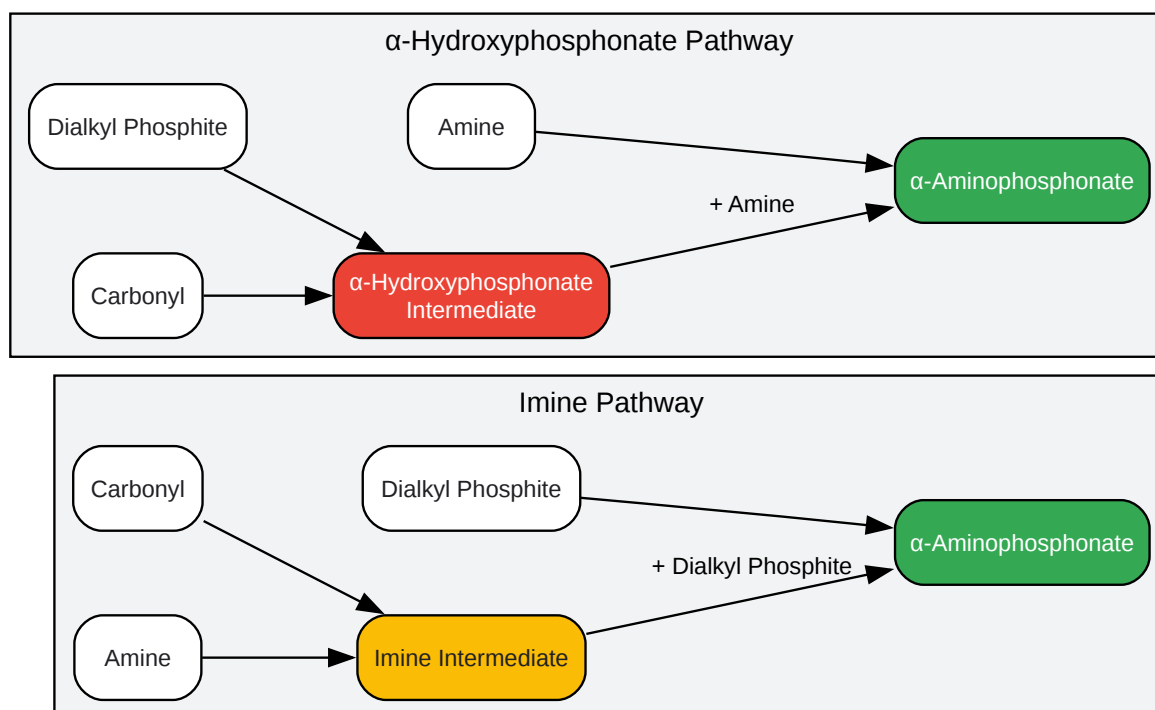 α-Hydroxyphosphonate Pathway
Dialkyl Phosphite
Amine
α-Aminophosphonate
+ Amine
Carbonyl
α-Hydroxyphosphonate
Intermediate
Imine Pathway
Carbonyl
Dialkyl Phosphite
α-Aminophosphonate
+ Dialkyl Phosphite
Amine
Imine Intermediate